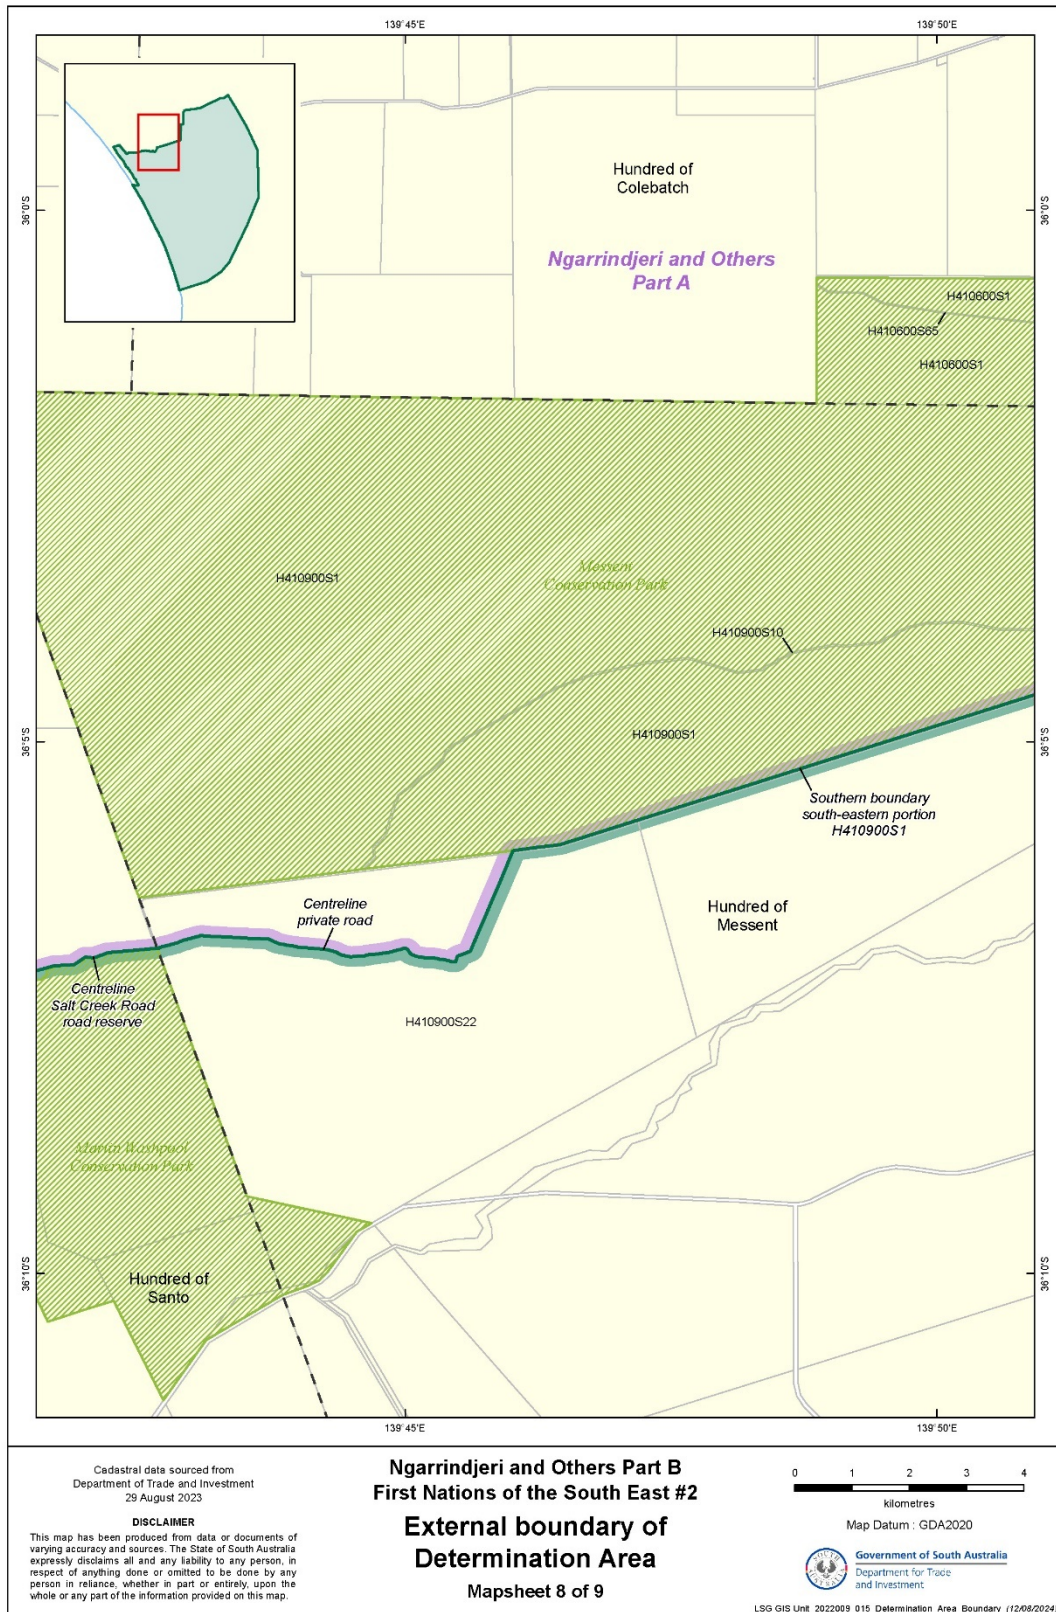 139°45'E
139°50'E
Hundred of
Colebatch
36°0'S
36°0'S
Ngarrindjeri and Others
Part A
H410600S1
H410600S65
H410600S1
Messent
Conservation Park
H410900S1
H410900S10
H410900S1
36°5'S
36°5'S
Southern boundary
south-eastern portion
H410900S1
Centreline
private road
Hundred of
Messent
Centreline
Salt Creek Road
road reserve
H410900S22
Martin Washpool
Conservation Park
36°10'S
36°10'S
Hundred of
Santo
139°45'E
139°50'E
Cadastral data sourced from
Department of Trade and Investment
29 August 2023
DISCLAIMER
This map has been produced from data or documents of
varying accuracy and sources. The State of South Australia
expressly disclaims all and any liability to any person, in
respect of anything done or omitted to be done by any
person in reliance, whether in part or entirely, upon the
whole or any part of the information provided on this map.
Ngarrindjeri and Others Part B
First Nations of the South East #2
External boundary of
Determination Area
Mapsheet 8 of 9
0 1 2 3 4
kilometres
Map Datum : GDA2020
SOUTH
AUSTRALIA
Government of South Australia
Department for Trade
and Investment
LSG GIS Unit 2022009_015_Determination_Area_Boundary (12/08/2024)